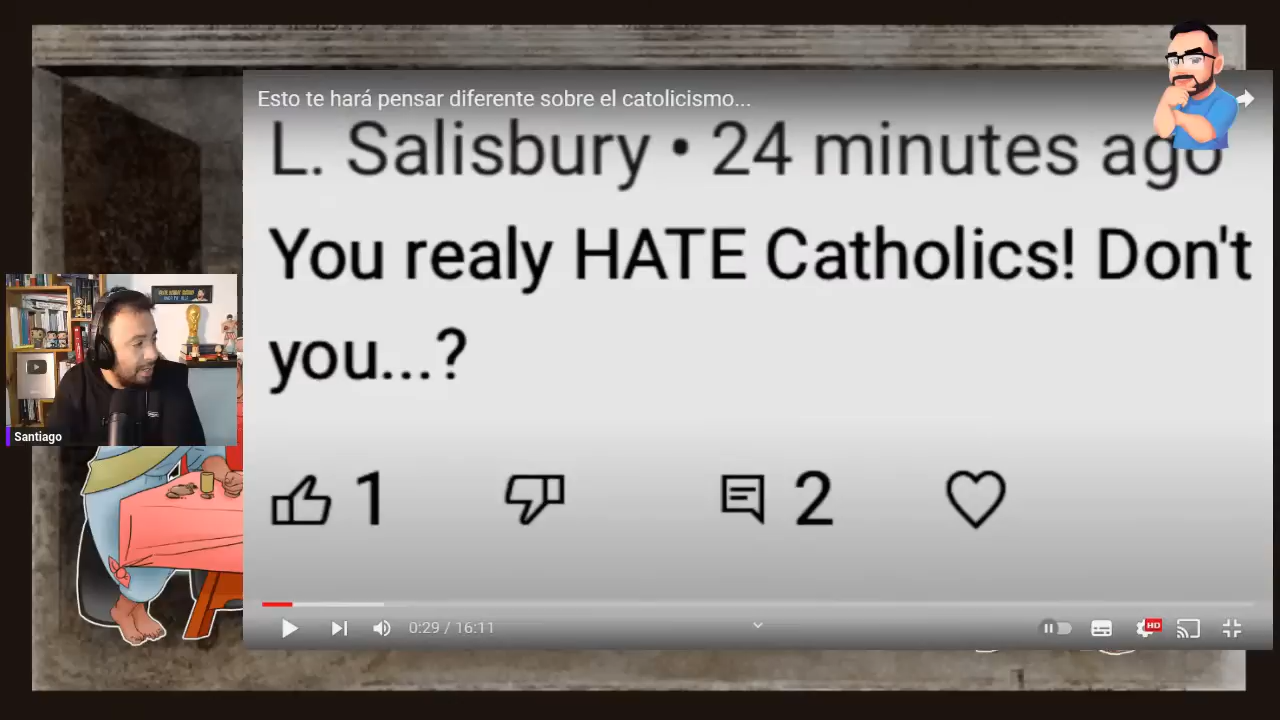 Esto te hará pensar diferente sobre el catolicismo...
L. Salisbury • 24 minutes ago
You realy HATE Catholics! Don't
you...?
1
2
Santiago
0:29 / 16:11
HD